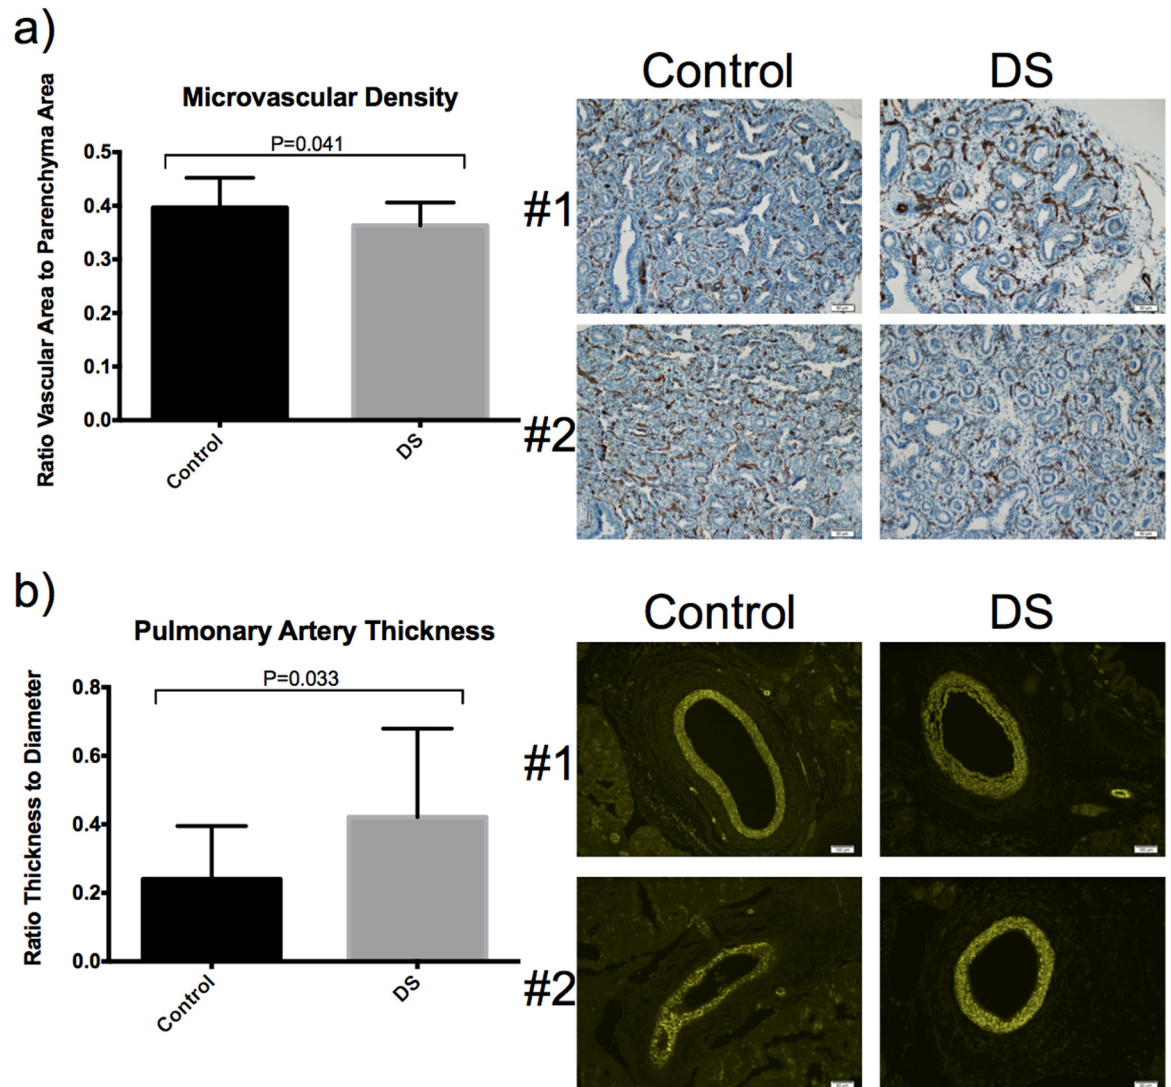 a)
Microvascular Density
Ratio Vascular Area to Parenchyma Area
P=0.041
0.5
0.4
0.3
0.2
0.1
0.0
Control
DS
Control
DS
#1
#2
b)
Pulmonary Artery Thickness
Ratio Thickness to Diameter
P=0.033
0.8
0.6
0.4
0.2
0.0
Control
DS
Control
DS
#1
#2